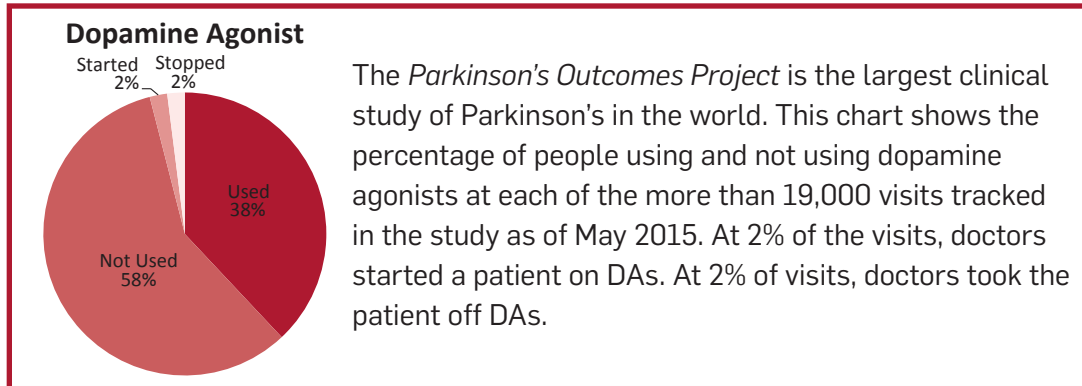 Dopamine Agonist
Started
2%
Stopped
2%
Used
38%
Not Used
58%
The Parkinson's Outcomes Project is the largest clinical
study of Parkinson's in the world. This chart shows the
percentage of people using and not using dopamine
agonists at each of the more than 19,000 visits tracked
in the study as of May 2015. At 2% of the visits, doctors
started a patient on DAs. At 2% of visits, doctors took the
patient off DAs.